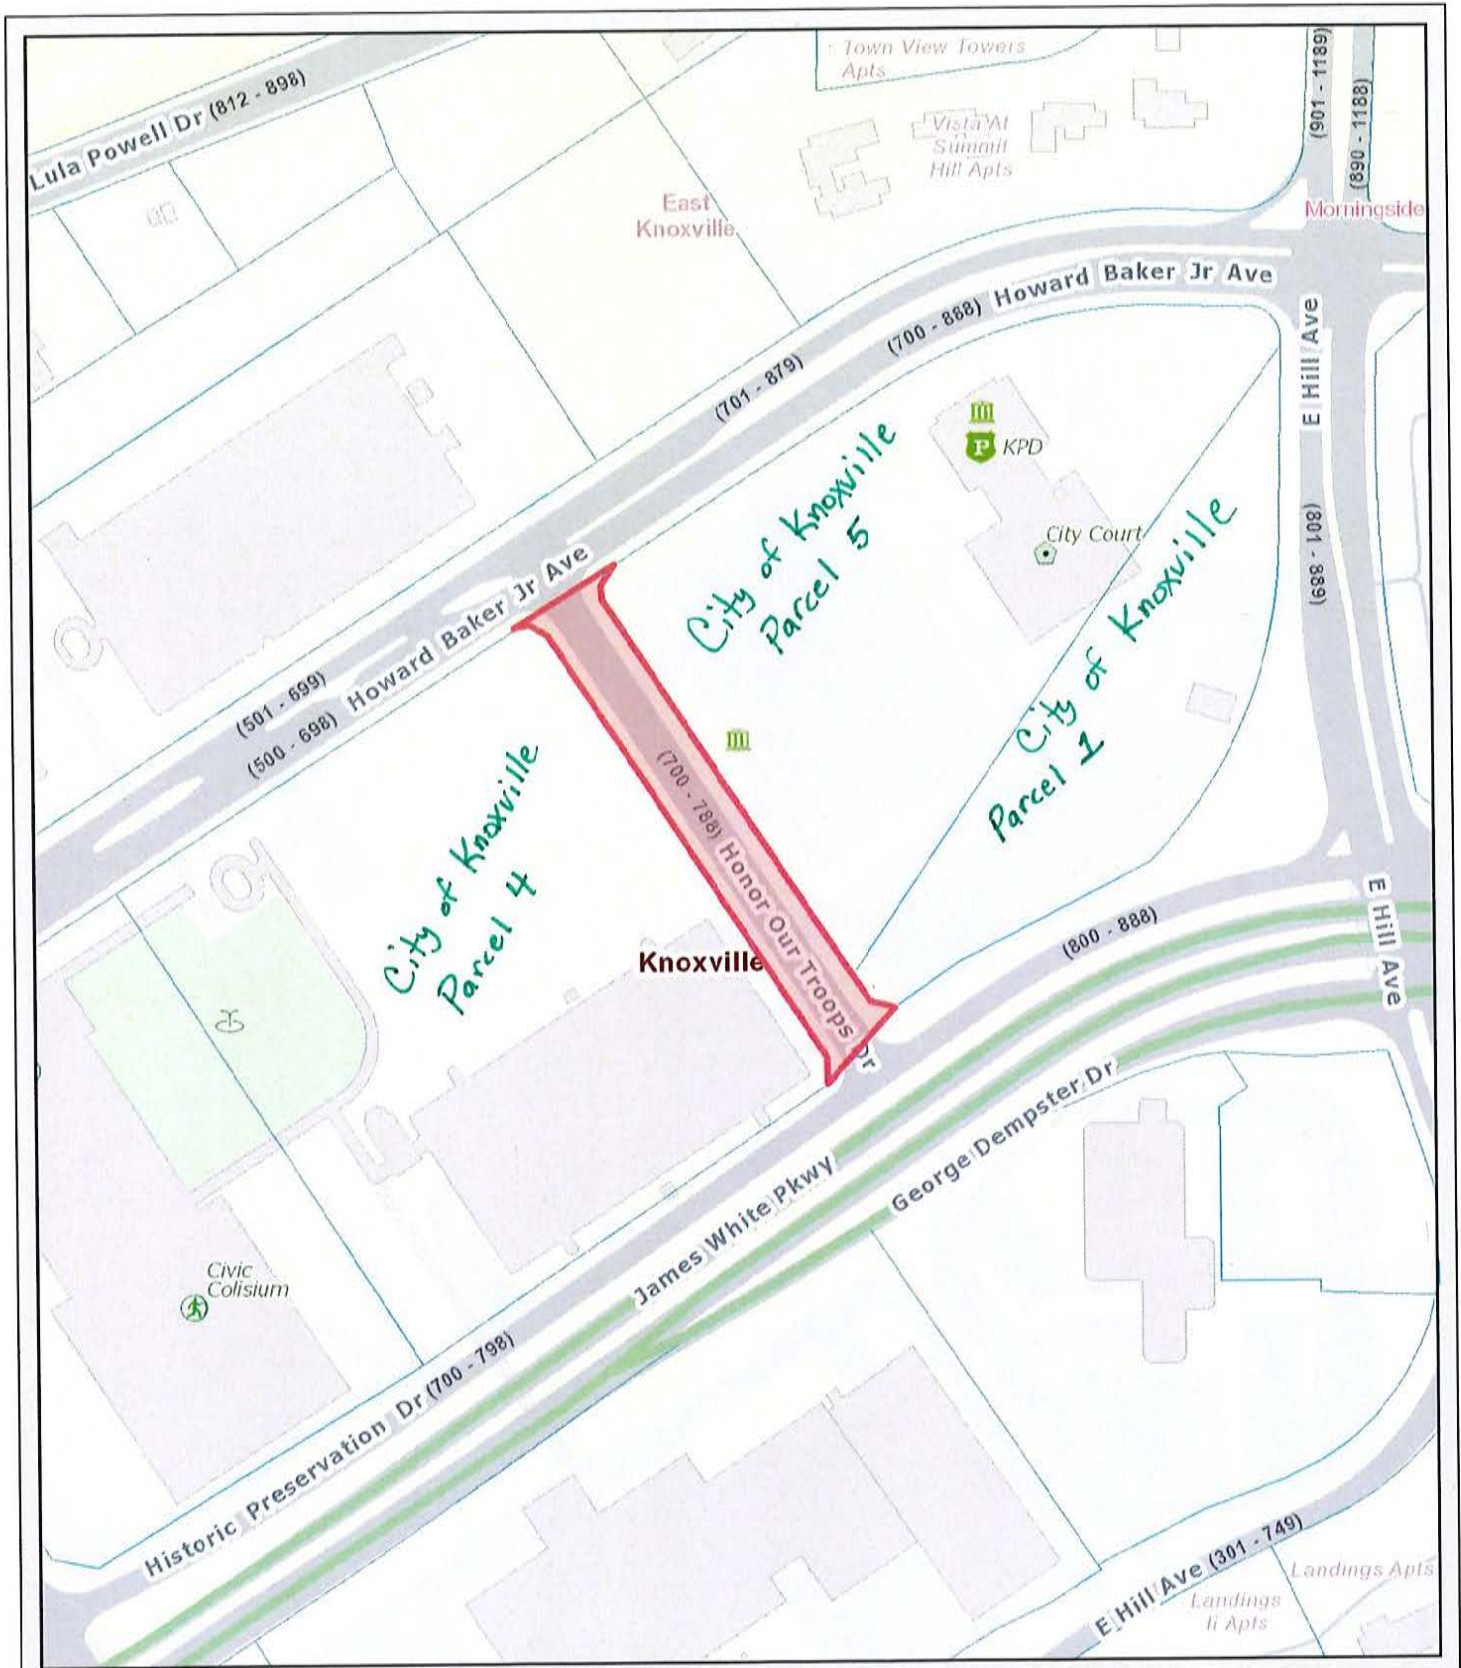 Town View Towers
Apts
Lula Powell Dr (812 - 898)
(901 - 1189)
(890 - 1188)
Vista At
Summit
Hill Apts
East
Knoxville
Morningside
(700 - 888) Howard Baker Jr Ave
E Hill Ave
(701 - 879)
KPD
City of Knoxville
Parcel 5
City Court
(801 - 889)
City of Knoxville
Parcel 1
(501 - 699)
(500 - 698) Howard Baker Jr Ave
(700 - 788) Honor Our Troops Dr
City of Knoxville
Parcel 4
Knoxville
E Hill Ave
(800 - 888)
James White Pkwy
George Dempster Dr
Civic
Colisium
Historic Preservation Dr (700 - 798)
E Hill Ave (301 - 749)
Landings Apts
Landings
Ii Apts